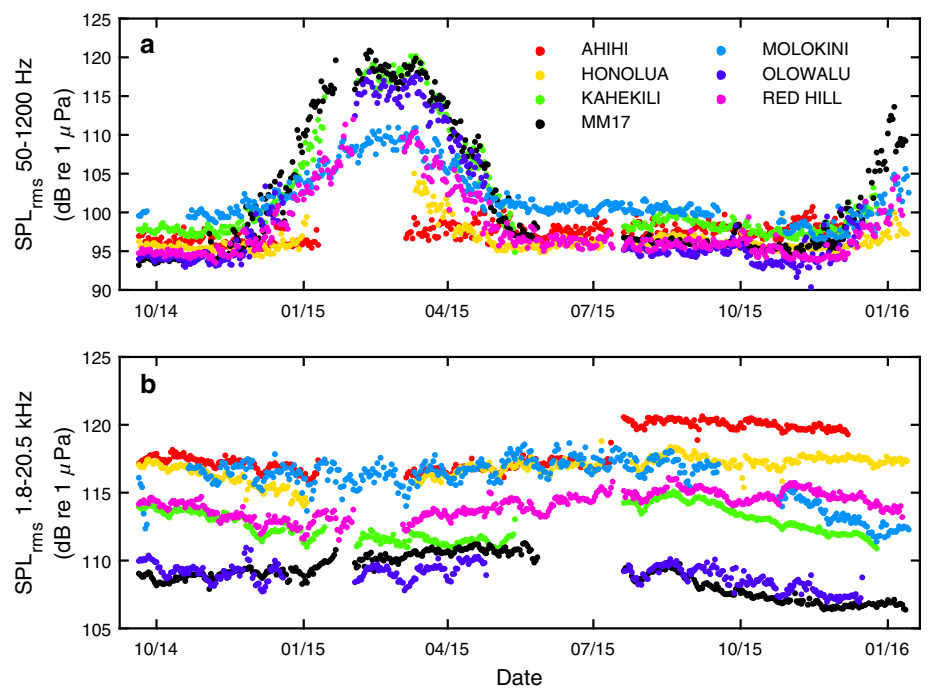 a
SPLrms 50-1200 Hz
(dB re 1 μ Pa)
125
120
115
110
105
100
95
90
AHIHI
HONOLUA
KAHEKILI
MM17
MOLOKINI
OLOWALU
RED HILL
10/14
01/15
04/15
07/15
10/15
01/16
b
SPLrms 1.8-20.5 kHz
(dB re 1 μ Pa)
125
120
115
110
105
10/14
01/15
04/15
07/15
10/15
01/16
Date